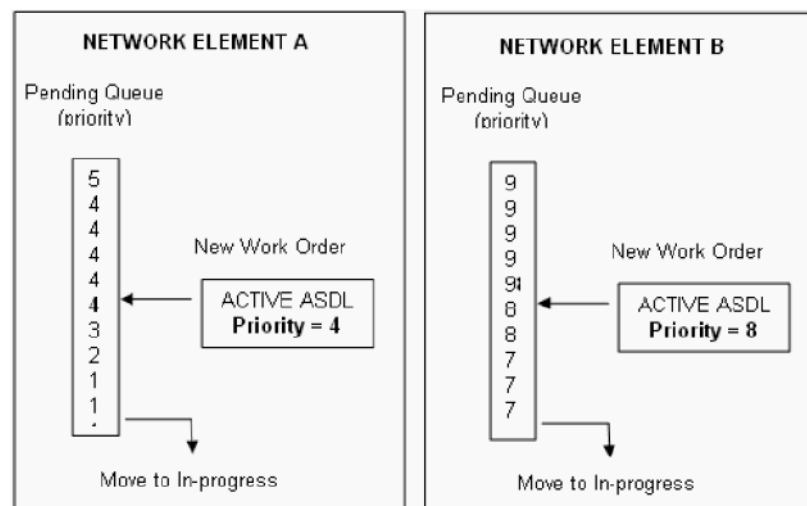 NETWORK ELEMENT A
Pending Queue
(priority)
5
4
4
4
4
4
3
2
1
1
New Work Order
ACTIVE ASDL
Priority = 4
Move to In-progress
NETWORK ELEMENT B
Pending Queue
(priority)
9
9
9
9
9
8
8
7
7
7
New Work Order
ACTIVE ASDL
Priority = 8
Move to In-progress